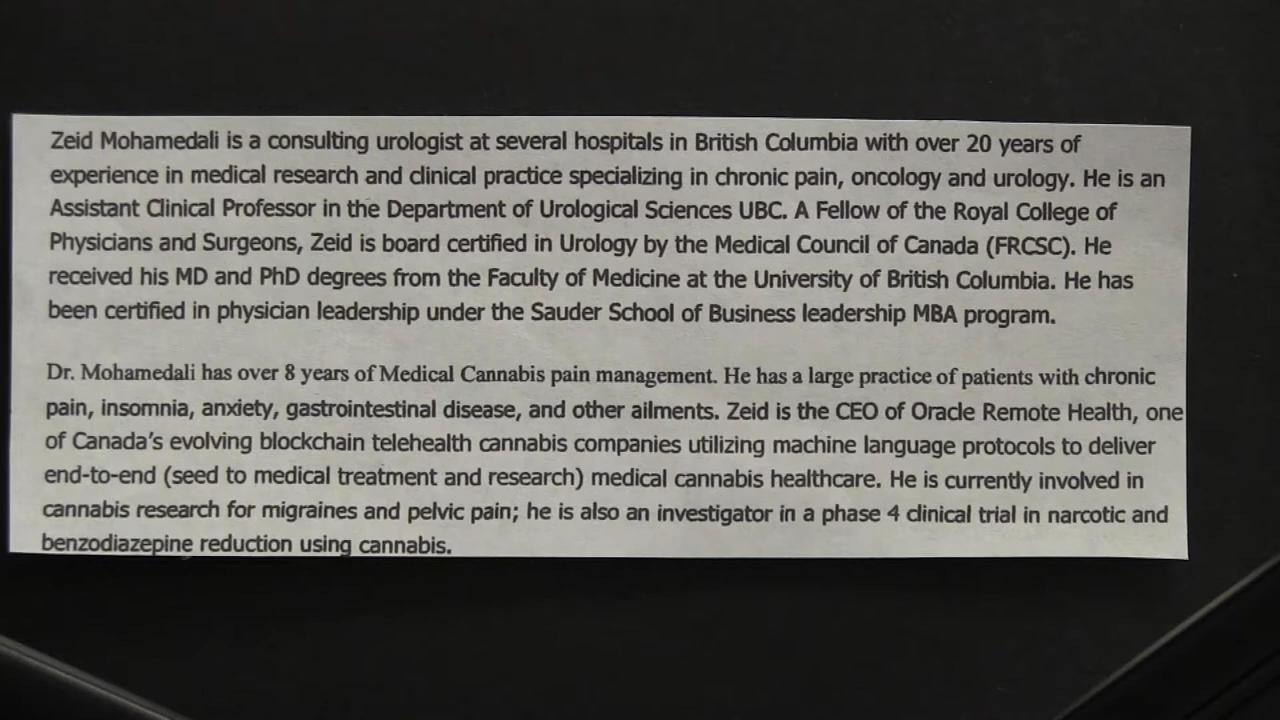 Zeid Mohamedali is a consulting urologist at several hospitals in British Columbia with over 20 years of
experience in medical research and clinical practice specializing in chronic pain, oncology and urology. He is an
Assistant Clinical Professor in the Department of Urological Sciences UBC. A Fellow of the Royal College of
Physicians and Surgeons, Zeid is board certified in Urology by the Medical Council of Canada (FRCSC). He
received his MD and PhD degrees from the Faculty of Medicine at the University of British Columbia. He has
been certified in physician leadership under the Sauder School of Business leadership MBA program.
Dr. Mohamedali has over 8 years of Medical Cannabis pain management. He has a large practice of patients with chronic
pain, insomnia, anxiety, gastrointestinal disease, and other ailments. Zeid is the CEO of Oracle Remote Health, one
of Canada's evolving blockchain telehealth cannabis companies utilizing machine language protocols to deliver
end-to-end (seed to medical treatment and research) medical cannabis healthcare. He is currently involved in
cannabis research for migraines and pelvic pain; he is also an investigator in a phase 4 clinical trial in narcotic and
benzodiazepine reduction using cannabis.